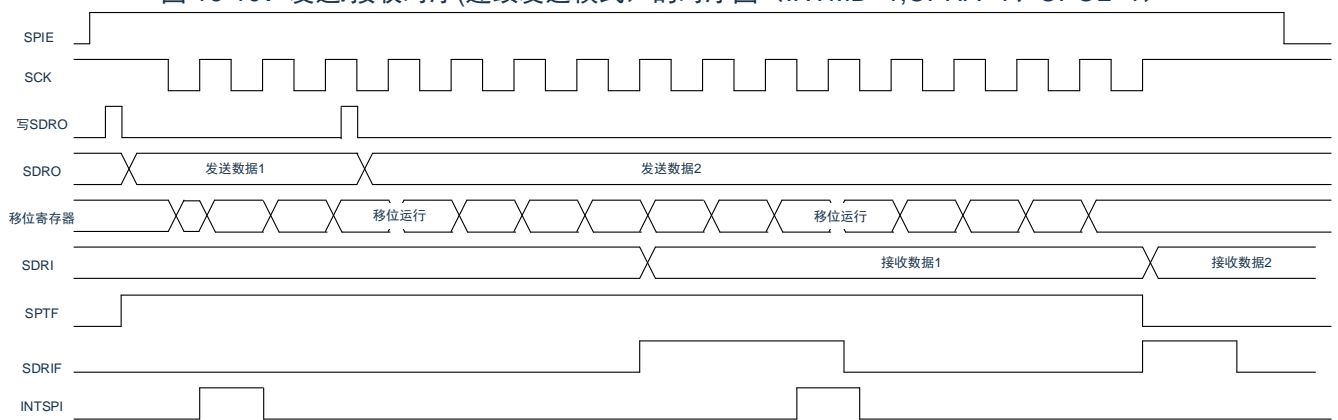 SPIE
SCK
写SDRO
SDRO 发送数据1 发送数据2
移位寄存器 移位运行 移位运行
SDRI 接收数据1 接收数据2
SPTF
SDRIF
INTSPI